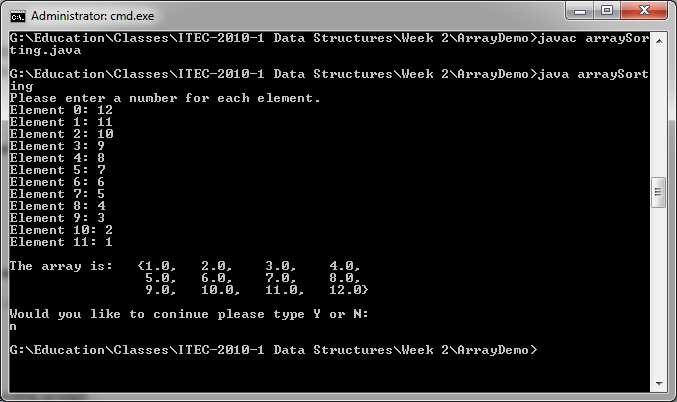 Administrator: cmd.exe
G:\Education\Classes\ITEC-2010-1 Data Structures\Week 2\ArrayDemo>javac arraySor
ting.java
G:\Education\Classes\ITEC-2010-1 Data Structures\Week 2\ArrayDemo>java arraySort
ing
Please enter a number for each element.
Element 0: 12
Element 1: 11
Element 2: 10
Element 3: 9
Element 4: 8
Element 5: 7
Element 6: 6
Element 7: 5
Element 8: 4
Element 9: 3
Element 10: 2
Element 11: 1
The array is:   {1.0,   2.0,    3.0,    4.0,
5.0,   6.0,    7.0,    8.0,
9.0,   10.0,   11.0,   12.0}
Would you like to coninue please type Y or N:
n
G:\Education\Classes\ITEC-2010-1 Data Structures\Week 2\ArrayDemo>